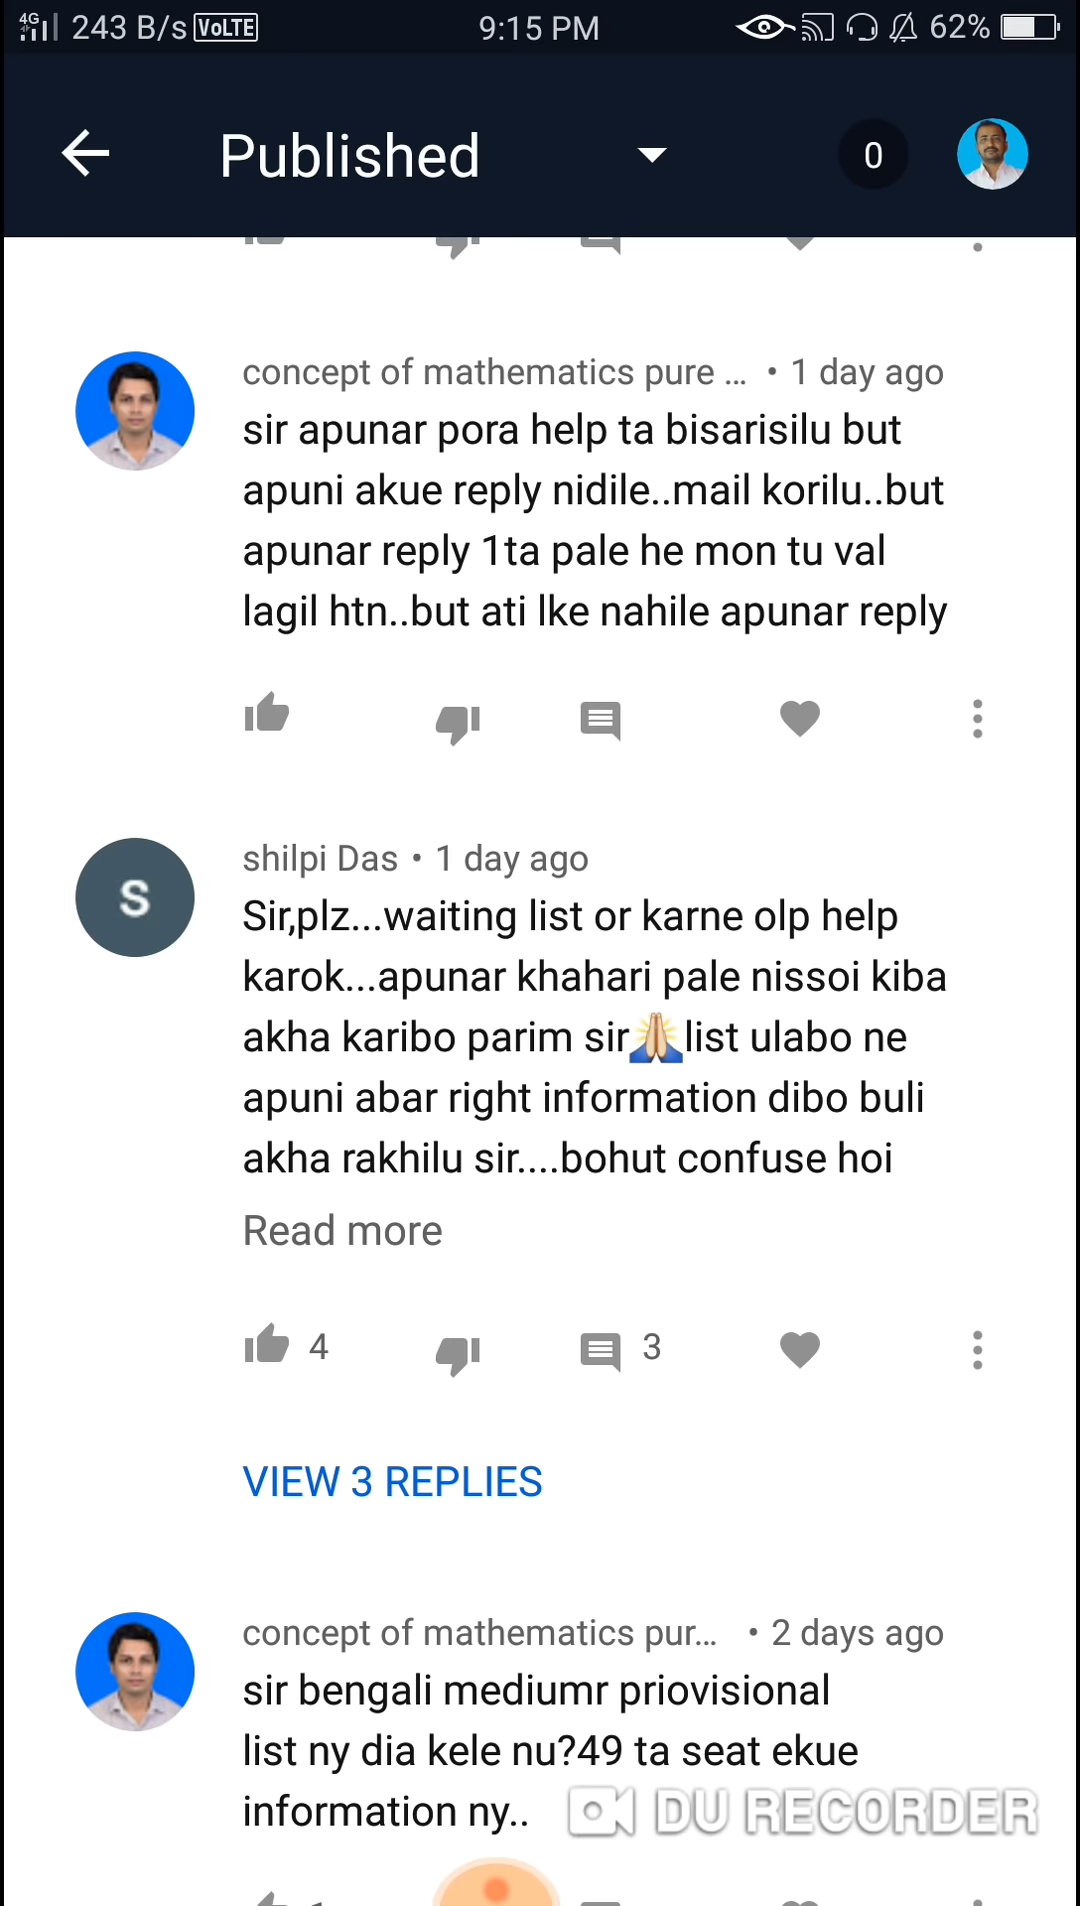 4G 243 B/s VoLTE 9:15 PM 62%
Published 0
concept of mathematics pure ... • 1 day ago
sir apunar pora help ta bisarisilu but
apuni akue reply nidile..mail korilu..but
apunar reply 1ta pale he mon tu val
lagil htn..but ati lke nahile apunar reply
S
shilpi Das • 1 day ago
Sir,plz...waiting list or karne olp help
karok...apunar khahari pale nissoi kiba
akha karibo parim sir🙏list ulabo ne
apuni abar right information dibo buli
akha rakhilu sir....bohut confuse hoi
Read more
4 3
VIEW 3 REPLIES
concept of mathematics pur... • 2 days ago
sir bengali mediumr priovisional
list ny dia kele nu?49 ta seat ekue
information ny..
DU RECORDER